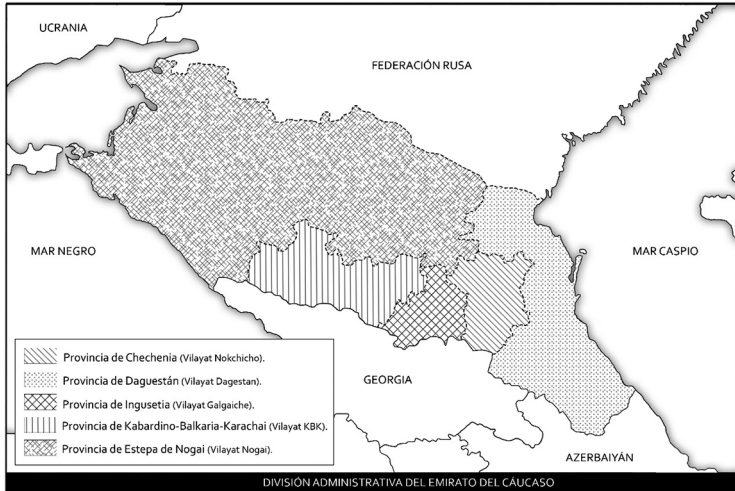 UCRANIA
FEDERACIÓN RUSA
MAR NEGRO
MAR CASPIO
Provincia de Chechenia (Vilayat Nokchicho).
Provincia de Daguestán (Vilayat Dagestan).
Provincia de Ingusetia (Vilayat Galgaiche).
Provincia de Kabardino-Balkaria-Karachai (Vilayat KBK).
Provincia de Estepa de Nogai (Vilayat Nogai).
GEORGIA
AZERBAIYÁN
DIVISIÓN ADMINISTRATIVA DEL EMIRATO DEL CÁUCASO